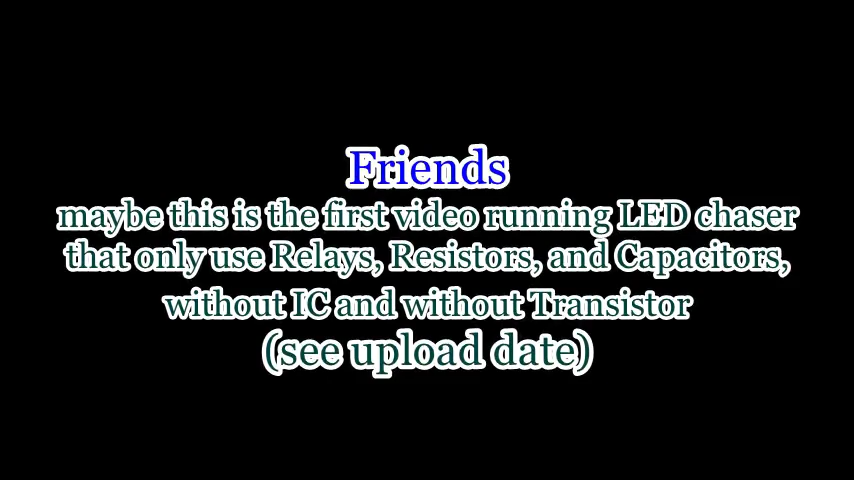 Friends
maybe this is the first video running LED chaser
that only use Relays, Resistors, and Capacitors,
without IC and without Transistor
(see upload date)